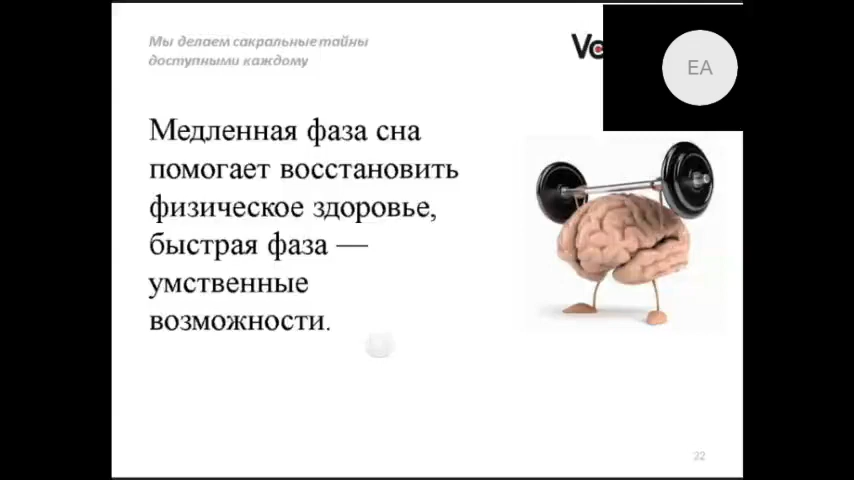 Мы делаем сакральные тайны
доступными каждому
EA
Медленная фаза сна
помогает восстановить
физическое здоровье,
быстрая фаза —
умственные
возможности.
22